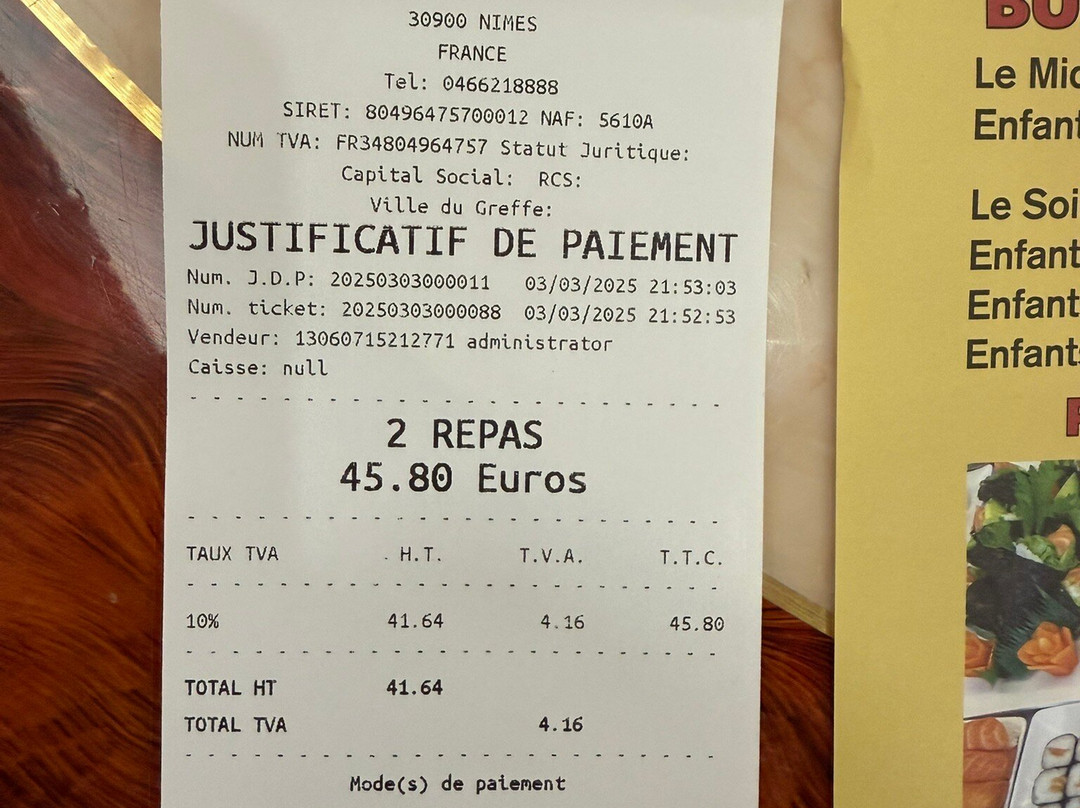 30900 NIMES
FRANCE
Tel: 0466218888
SIRET: 80496475700012 NAF: 5610A
NUM TVA: FR34804964757 Statut Juritique:
Capital Social: RCS:
Ville du Greffe:
JUSTIFICATIF DE PAIEMENT
Num. J.D.P: 20250303000011 03/03/2025 21:53:03
Num. ticket: 20250303000088 03/03/2025 21:52:53
Vendeur: 13060715212771 administrator
Caisse: null
2 REPAS
45.80 Euros
TAUX TVA H.T. T.V.A. T.T.C.
10% 41.64 4.16 45.80
TOTAL HT 41.64
TOTAL TVA 4.16
Mode(s) de paiement
Le
Enfant
Le
Enfant
Enfant
Enfants